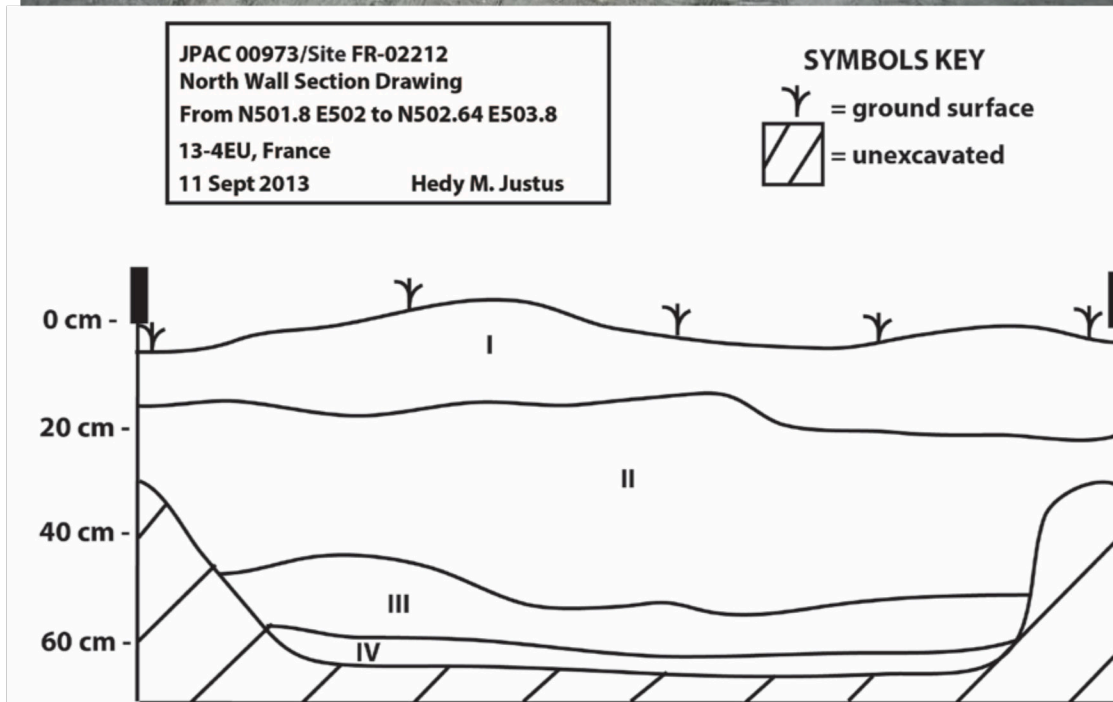 JPAC 00973/Site FR-02212
North Wall Section Drawing
From N501.8 E502 to N502.64 E503.8
13-4EU, France
11 Sept 2013 Hedy M. Justus
SYMBOLS KEY
= ground surface
= unexcavated
0 cm -
I
20 cm -
II
40 cm -
III
60 cm -
IV